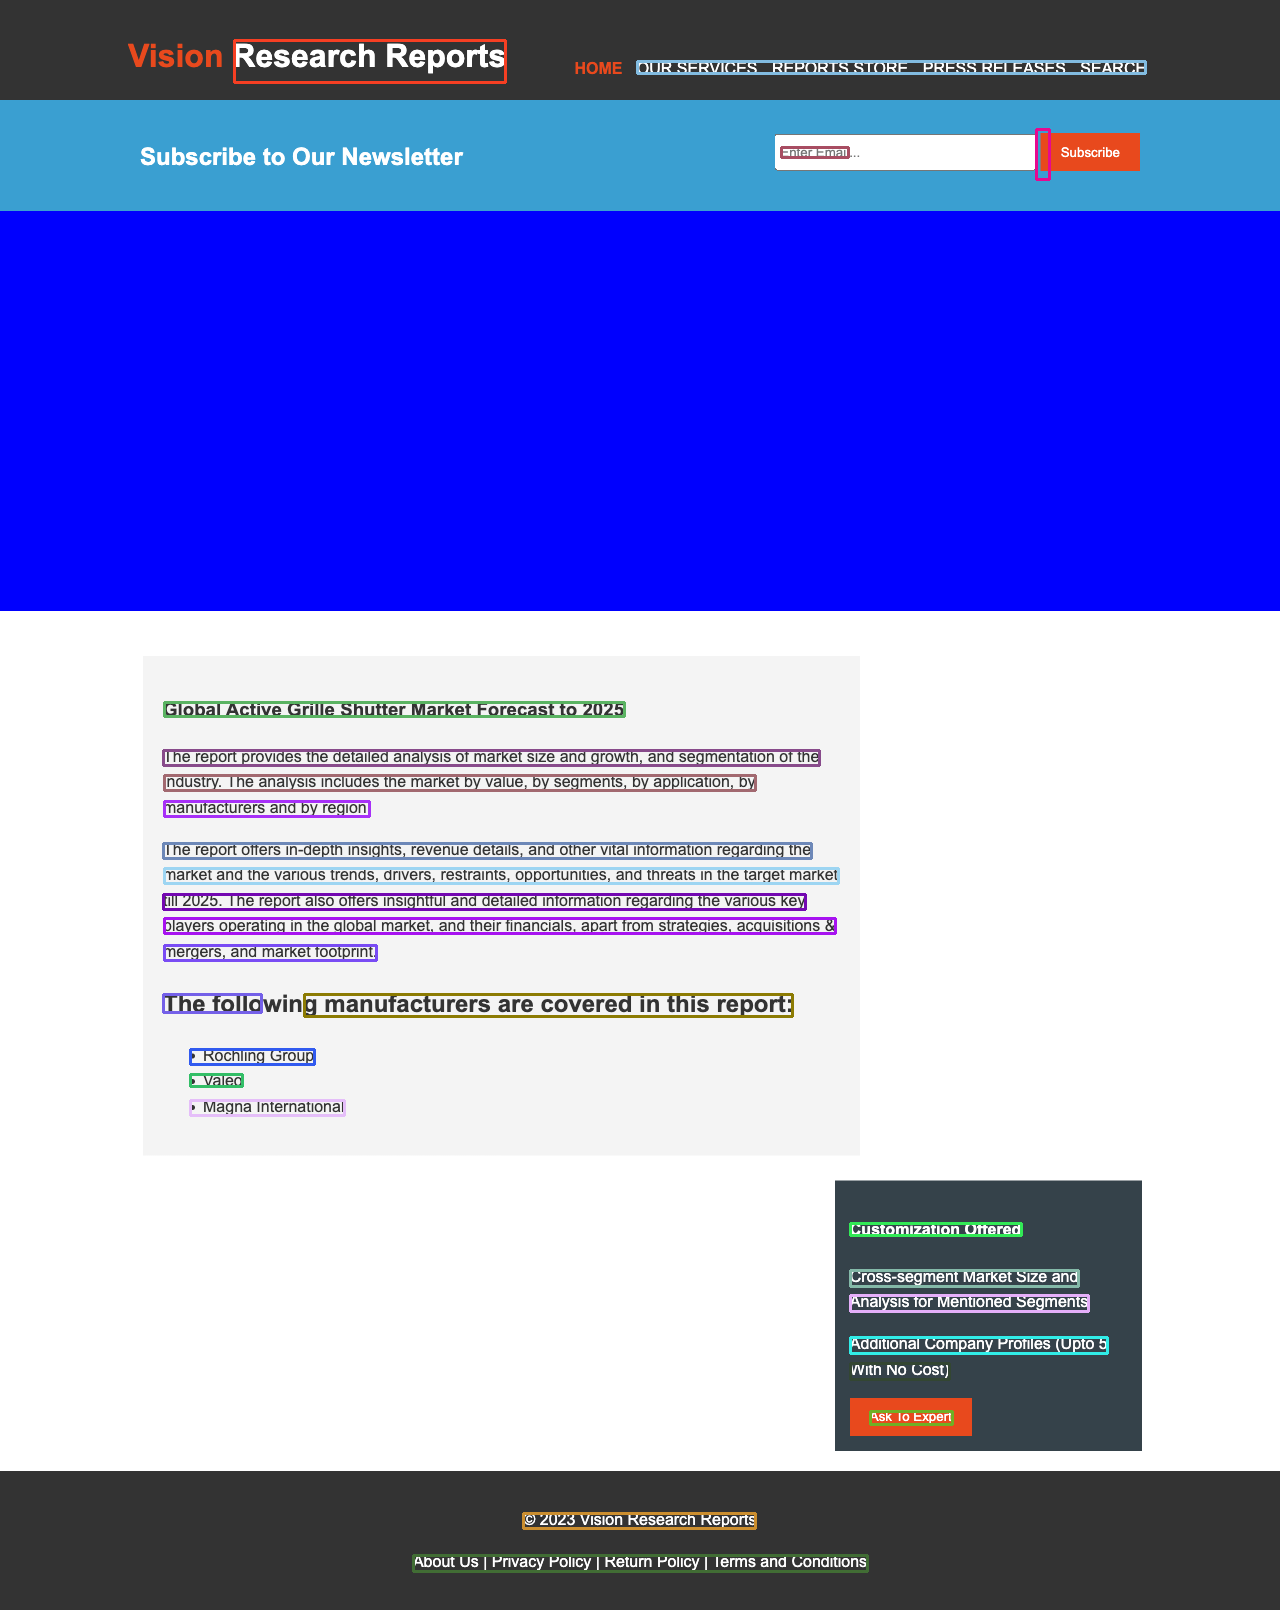 Vision Research Reports
HOME OUR SERVICES REPORTS STORE PRESS RELEASES SEARCH
Subscribe to Our Newsletter
Enter Email...
Subscribe
Global Active Grille Shutter Market Forecast to 2025
The report provides the detailed analysis of market size and growth, and segmentation of the
industry. The analysis includes the market by value, by segments, by application, by
manufacturers and by region.
The report offers in-depth insights, revenue details, and other vital information regarding the
market and the various trends, drivers, restraints, opportunities, and threats in the target market
till 2025. The report also offers insightful and detailed information regarding the various key
players operating in the global market, and their financials, apart from strategies, acquisitions &
mergers, and market footprint.
The following manufacturers are covered in this report:
• Rochling Group
• Valeo
• Magna International
Customization Offered
Cross-segment Market Size and
Analysis for Mentioned Segments
Additional Company Profiles (Upto 5
With No Cost)
Ask To Expert
© 2023 Vision Research Reports
About Us | Privacy Policy | Return Policy | Terms and Conditions